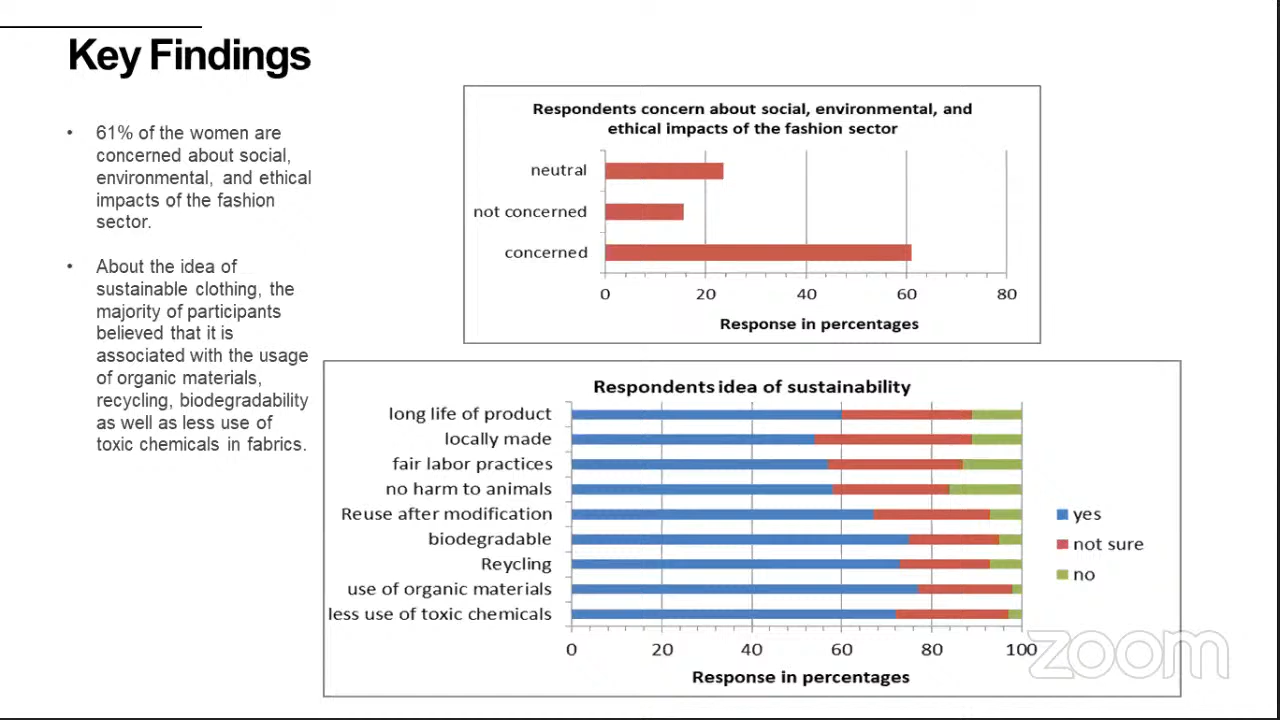 Key Findings
• 61% of the women are
concerned about social,
environmental, and ethical
impacts of the fashion
sector.
• About the idea of
sustainable clothing, the
majority of participants
believed that it is
associated with the usage
of organic materials,
recycling, biodegradability
as well as less use of
toxic chemicals in fabrics.
Respondents concern about social, environmental, and
ethical impacts of the fashion sector
neutral
not concerned
concerned
0 20 40 60 80
Response in percentages
Respondents idea of sustainability
long life of product
locally made
fair labor practices
no harm to animals
Reuse after modification
biodegradable
Reycling
use of organic materials
less use of toxic chemicals
0 20 40 60 80 100
Response in percentages
yes
not sure
no
zoom